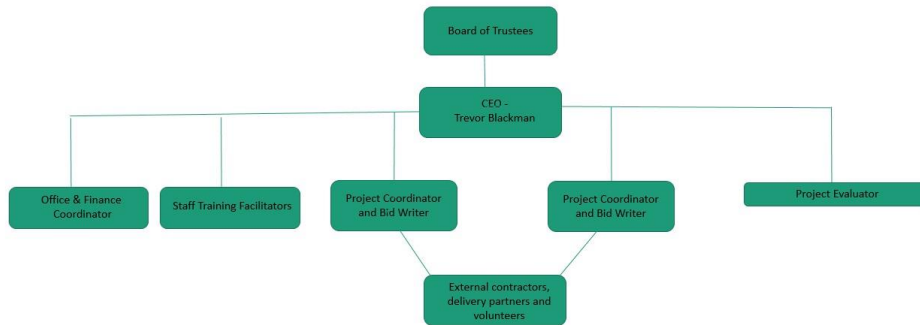 Board of Trustees
CEO -
Trevor Blackman
Office & Finance
Coordinator
Staff Training Facilitators
Project Coordinator
and Bid Writer
Project Coordinator
and Bid Writer
Project Evaluator
External contractors,
delivery partners and
volunteers